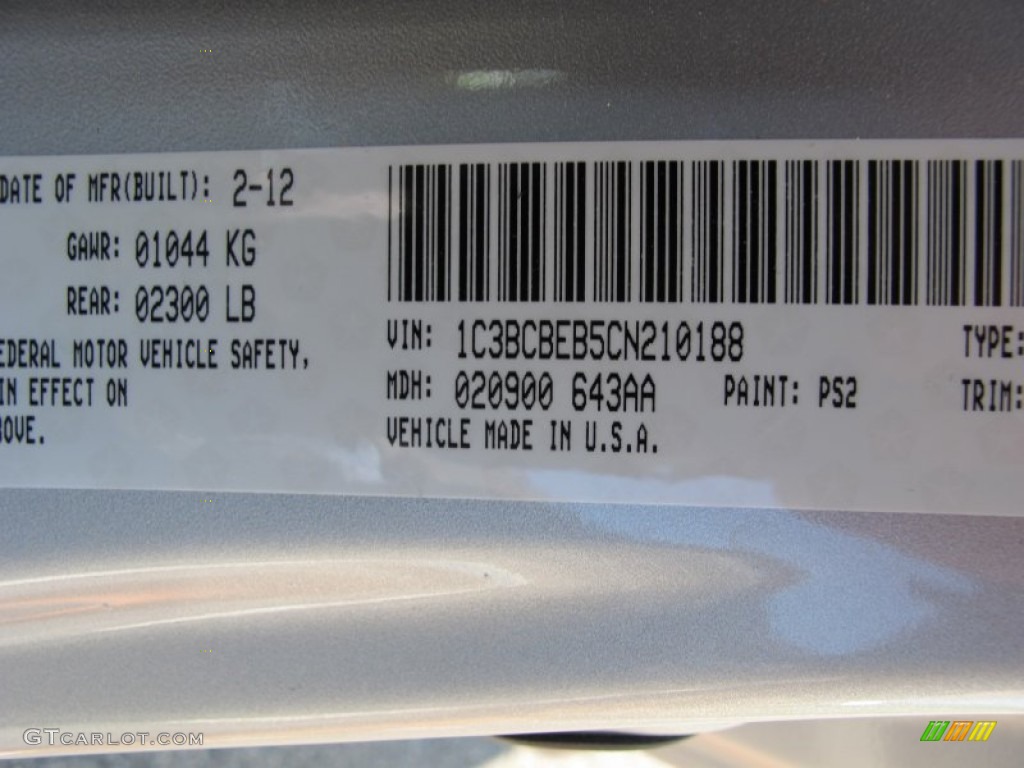 DATE OF MFR(BUILT): 2-12
GAWR: 01044 KG
REAR: 02300 LB
EDERAL MOTOR VEHICLE SAFETY,
IN EFFECT ON
BOVE.
VIN: 1C3BCBEB5CN210188 TYPE:
MDH: 020900 643AA PAINT: PS2 TRIM:
VEHICLE MADE IN U.S.A.
GTCARLOT.COM